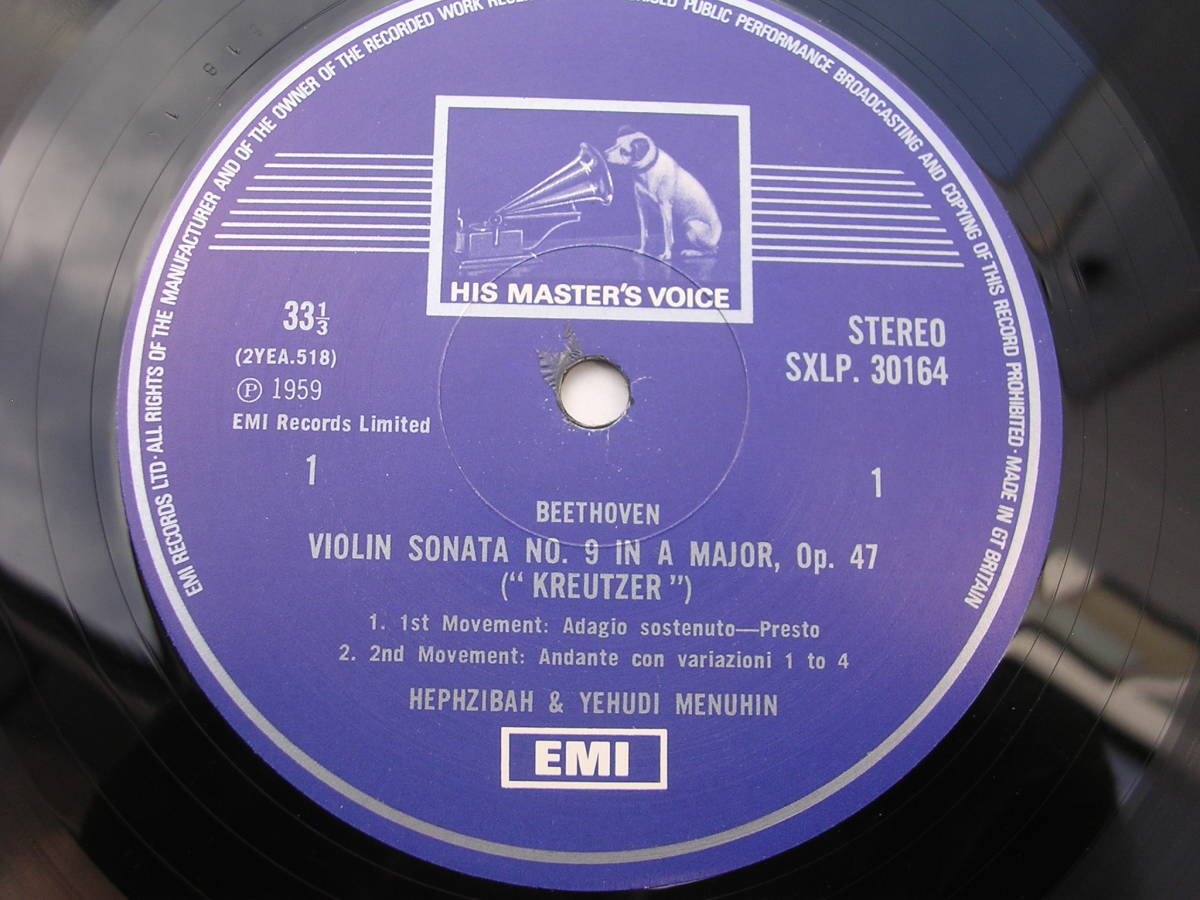 EMI RECORDS LTD · ALL RIGHTS OF THE MANUFACTURER AND OF THE OWNER OF THE RECORDED WORK
PUBLIC PERFORMANCE BROADCASTING AND COPYING OF THIS RECORD PROHIBITED · MADE IN GT BRITAIN
HIS MASTER'S VOICE
33⅓
(2YEA.518)
℗ 1959
EMI Records Limited
1
STEREO
SXLP. 30164
1
BEETHOVEN
VIOLIN SONATA NO. 9 IN A MAJOR, Op. 47
(“ KREUTZER ”)
1. 1st Movement: Adagio sostenuto—Presto
2. 2nd Movement: Andante con variazioni 1 to 4
HEPHZIBAH & YEHUDI MENUHIN
EMI